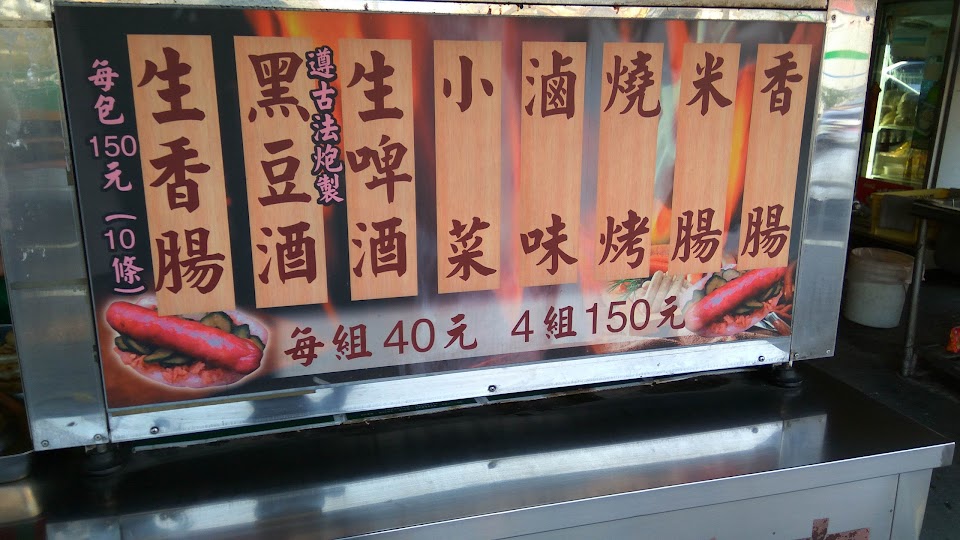 香腸
米腸
燒烤
滷味
小菜
生啤酒
遵古法炮製
黑豆酒
生香腸
每包150元(10條)
每組40元 4組150元